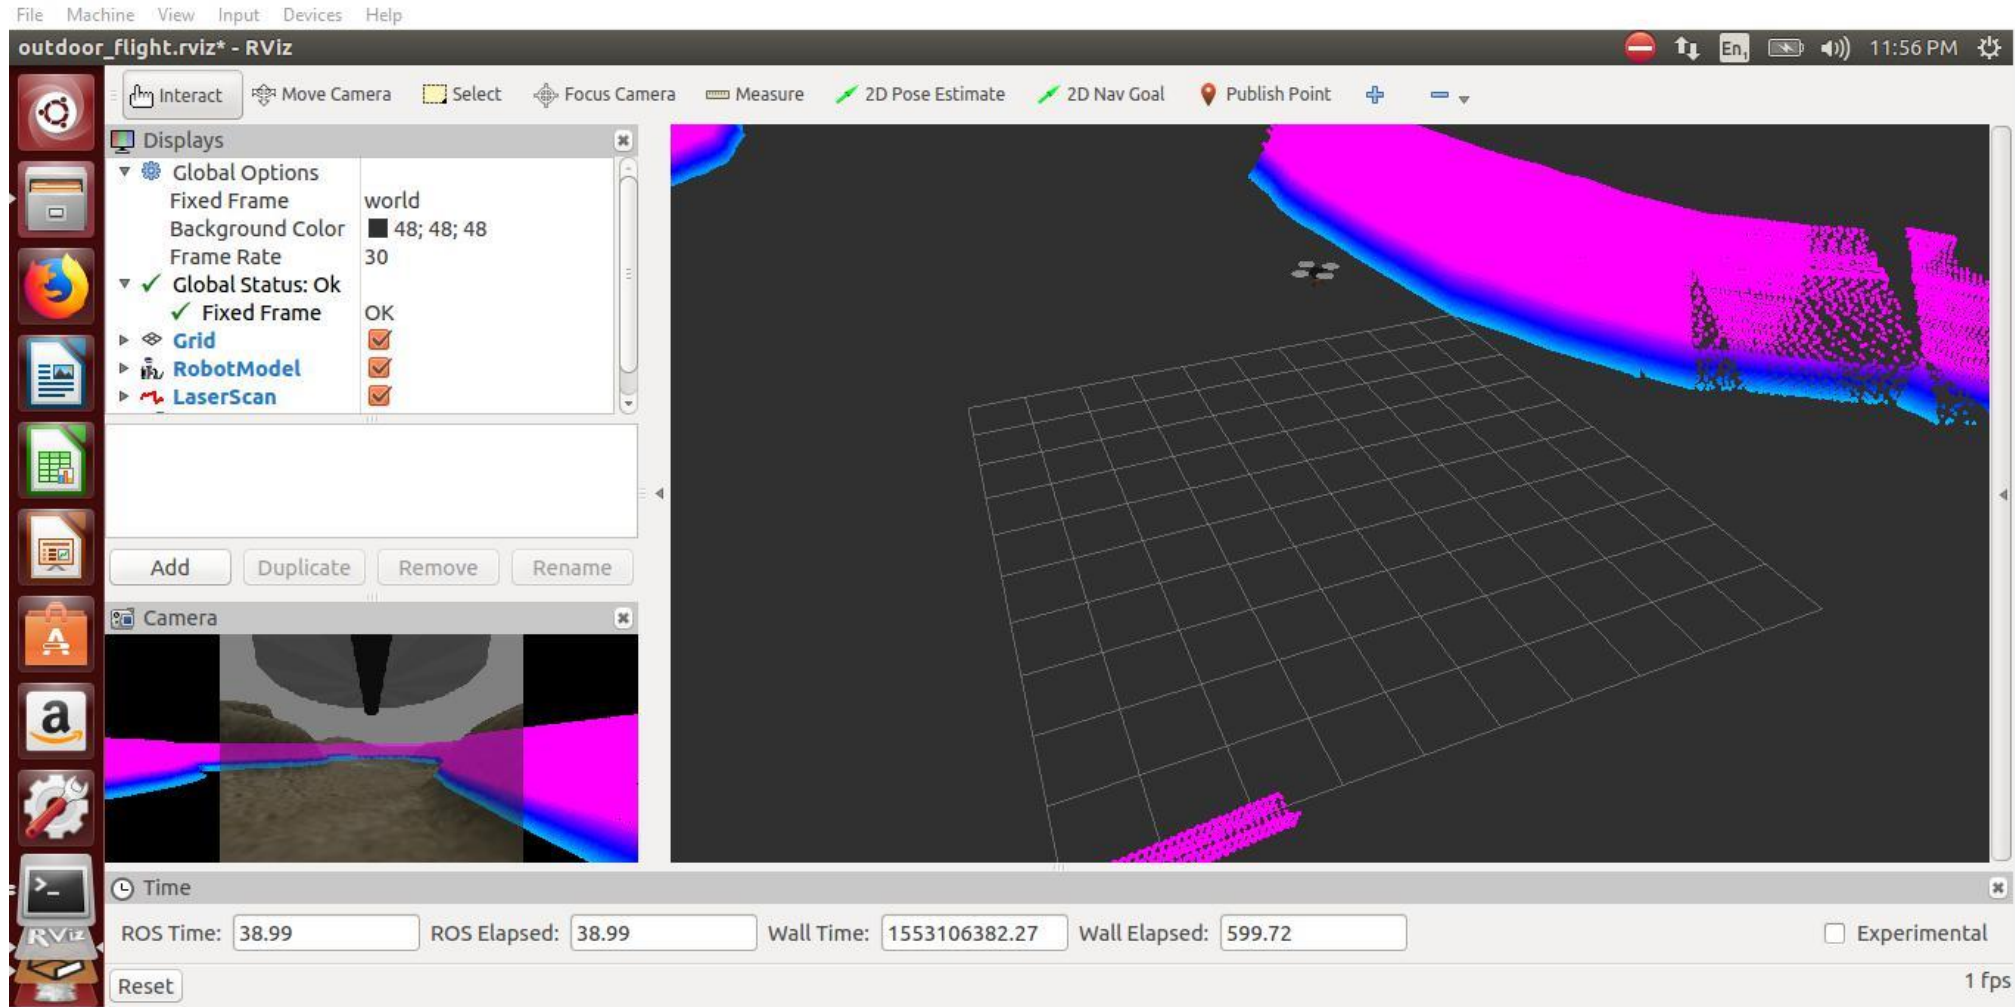 File Machine View Input Devices Help
outdoor_flight.rviz* - RViz En1 11:56 PM
Interact Move Camera Select Focus Camera Measure 2D Pose Estimate 2D Nav Goal Publish Point
Displays
Global Options
Fixed Frame world
Background Color 48; 48; 48
Frame Rate 30
Global Status: Ok
Fixed Frame OK
Grid
RobotModel
LaserScan
Add Duplicate Remove Rename
Camera
Time
ROS Time: 38.99 ROS Elapsed: 38.99 Wall Time: 1553106382.27 Wall Elapsed: 599.72 Experimental
Reset 1 fps
a
>_
RViz